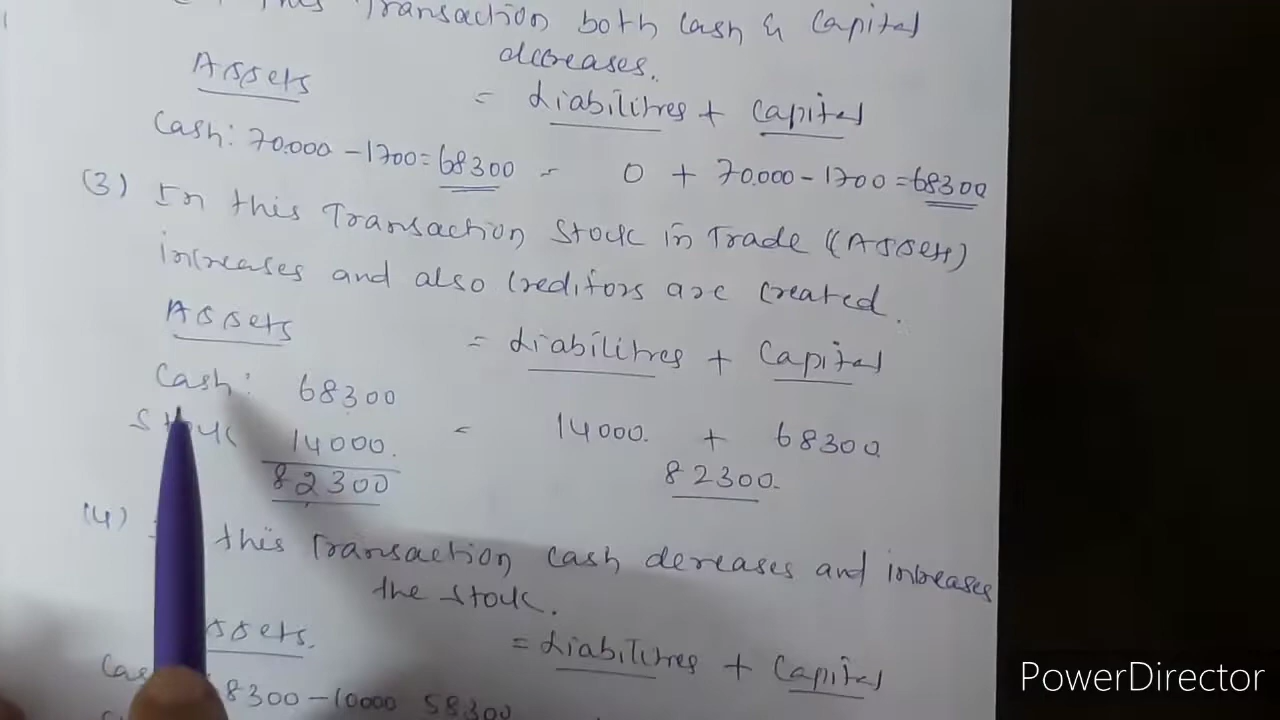 This Transaction both Cash & Capital
decreases.
Assets = Liabilities + Capital
Cash: 70.000 - 1700 = 68300 = 0 + 70.000 - 1700 = 68300
(3) In this Transaction Stock in Trade ((Asset)
increases and also Creditors are created.
Assets = Liabilities + Capital
Cash: 68300
Stock 14000. = 14000. + 68300
82300 82300.
(4) this Transaction cash decreases and increases
the stock.
Assets. = Liabilities + Capital
8300 - 10000 58300
PowerDirector